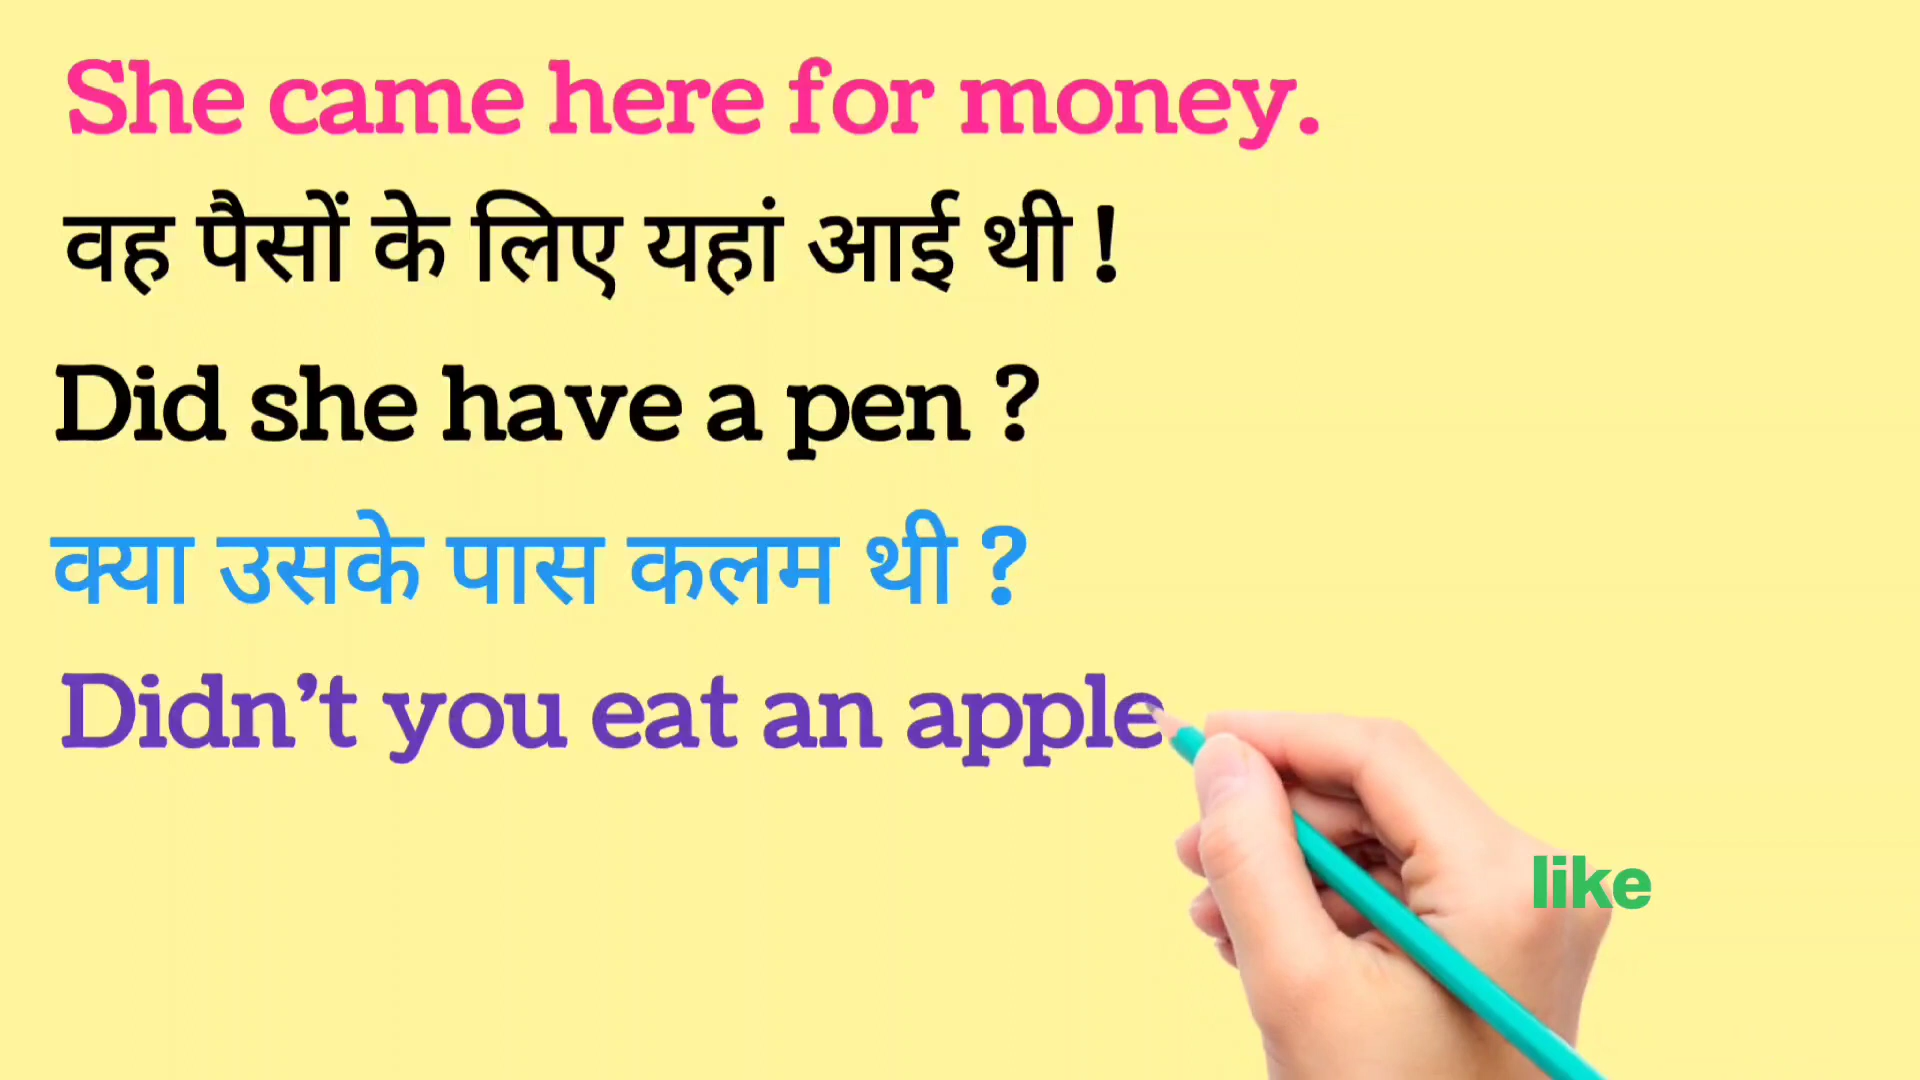 She came here for money.
वह पैसों के लिए यहां आई थी !
Did she have a pen ?
क्या उसके पास कलम थी ?
Didn’t you eat an apple
like